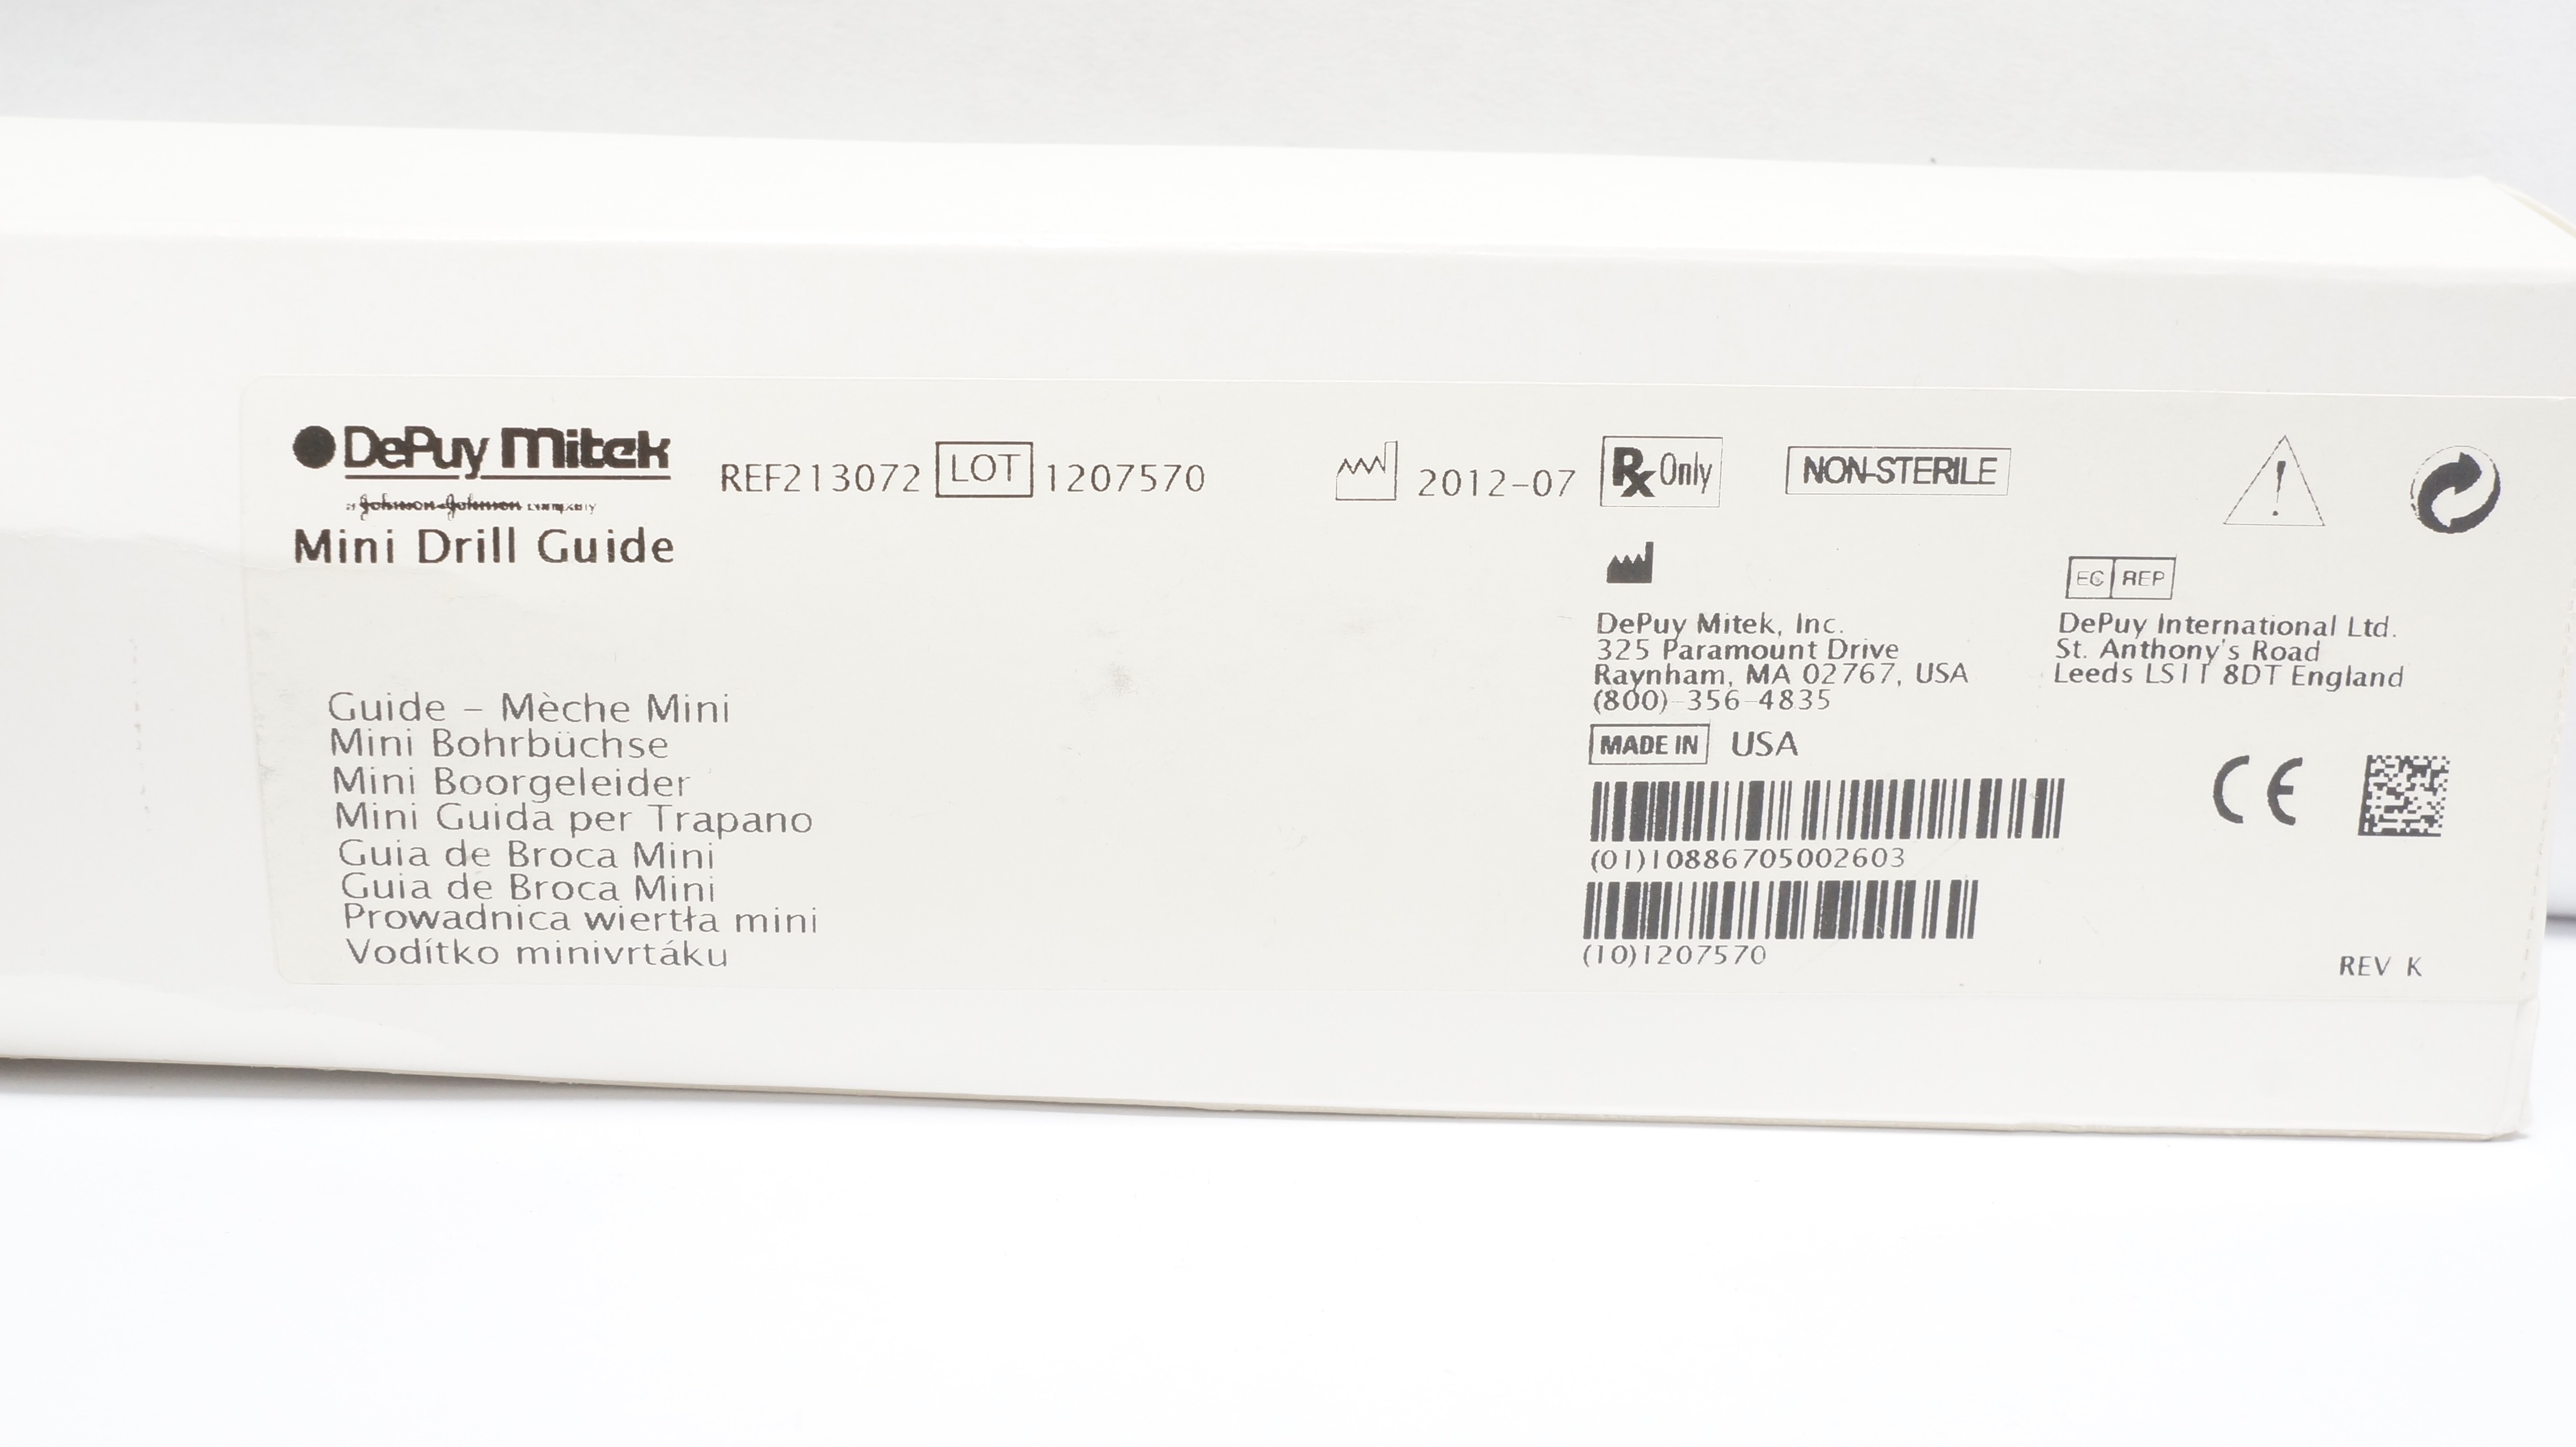 DePuy Mitek
a Johnson & Johnson company
REF213072 LOT 1207570
2012-07
Rx Only
NON-STERILE
Mini Drill Guide
Guide – Mèche Mini
Mini Bohrbüchse
Mini Boorgeleider
Mini Guida per Trapano
Guia de Broca Mini
Guia de Broca Mini
Prowadnica wiertła mini
Vodítko minivrtáku
DePuy Mitek, Inc.
325 Paramount Drive
Raynham, MA 02767, USA
(800)-356-4835
MADE IN USA
(01)10886705002603
(10)1207570
EC REP
DePuy International Ltd.
St. Anthony's Road
Leeds LS11 8DT England
CE
REV K